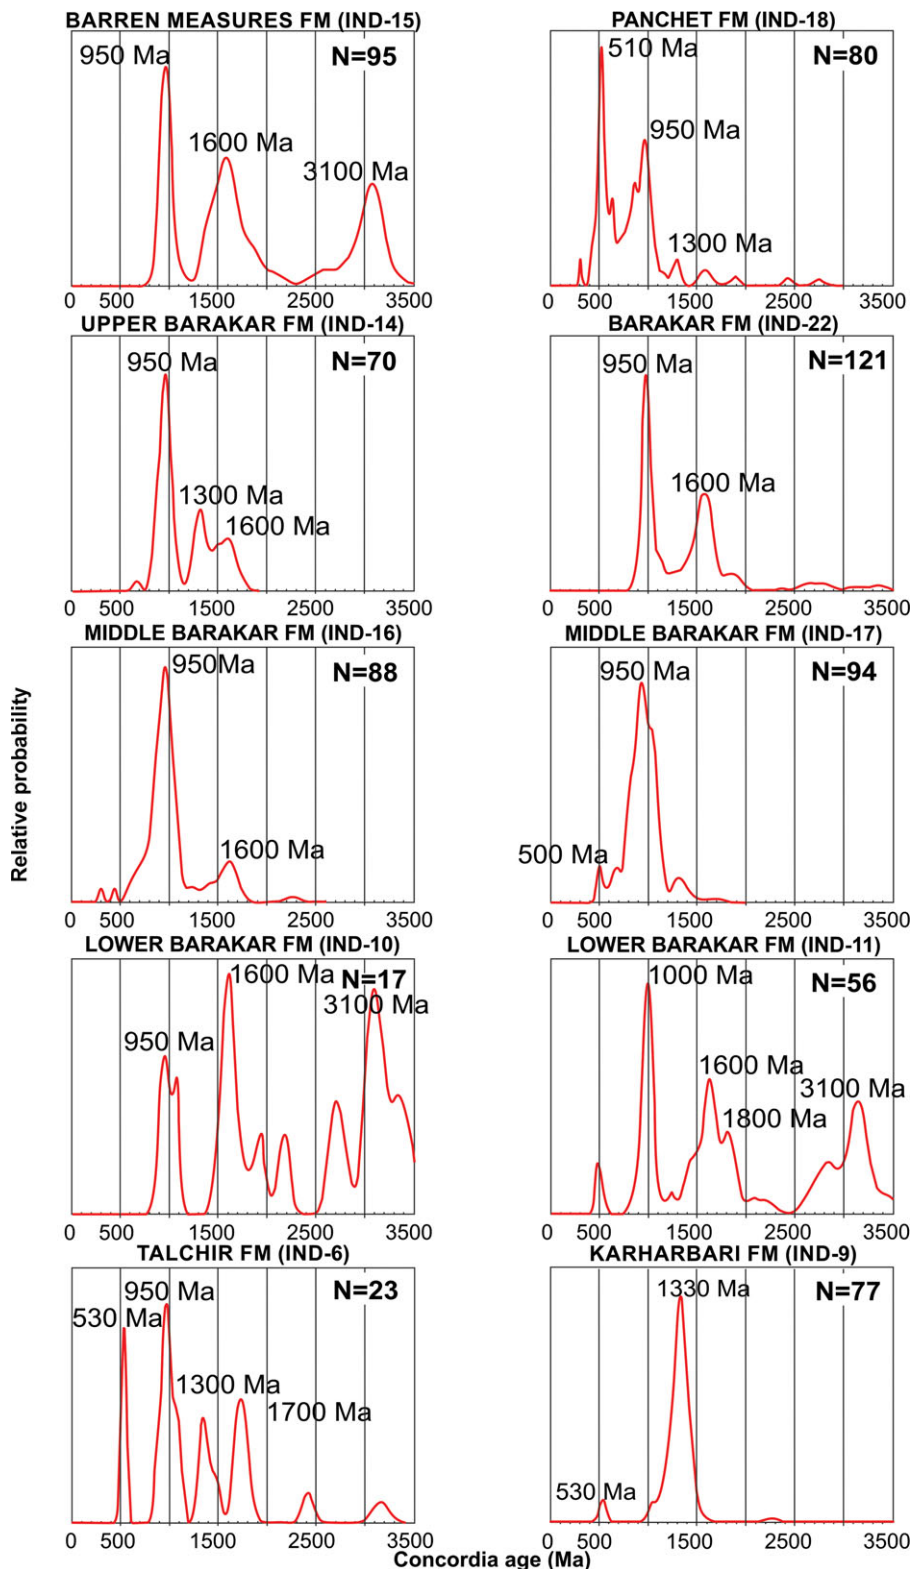 BARREN MEASURES FM (IND-15)
950 Ma
N=95
1600 Ma
3100 Ma
0 500 1500 2500 3500
PANCHET FM (IND-18)
510 Ma
N=80
950 Ma
1300 Ma
0 500 1500 2500 3500
UPPER BARAKAR FM (IND-14)
950 Ma
N=70
1300 Ma
1600 Ma
0 500 1500 2500 3500
BARAKAR FM (IND-22)
950 Ma
N=121
1600 Ma
0 500 1500 2500 3500
MIDDLE BARAKAR FM (IND-16)
950Ma
N=88
1600 Ma
0 500 1500 2500 3500
MIDDLE BARAKAR FM (IND-17)
950 Ma
N=94
500 Ma
0 500 1500 2500 3500
Relative probability
LOWER BARAKAR FM (IND-10)
1600 Ma
N=17
3100 Ma
950 Ma
0 500 1500 2500 3500
LOWER BARAKAR FM (IND-11)
1000 Ma
N=56
1600 Ma
3100 Ma
1800 Ma
0 500 1500 2500 3500
TALCHIR FM (IND-6)
950 Ma
N=23
530 Ma
1300 Ma
1700 Ma
0 500 1500 2500 3500
KARHARBARI FM (IND-9)
1330 Ma
N=77
530 Ma
0 500 1500 2500 3500
Concordia age (Ma)